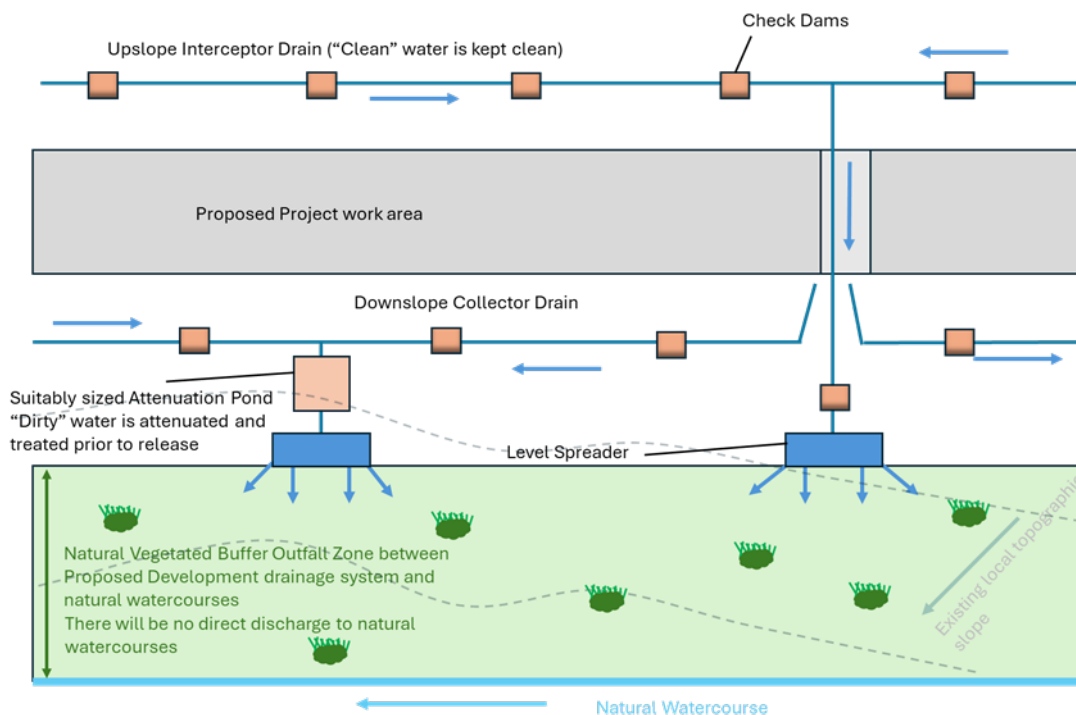 Check Dams
Upslope Interceptor Drain (“Clean” water is kept clean)
Proposed Project work area
Downslope Collector Drain
Suitably sized Attenuation Pond
“Dirty” water is attenuated and
treated prior to release
Level Spreader
Natural Vegetated Buffer Outfall Zone between
Proposed Development drainage system and
natural watercourses
There will be no direct discharge to natural
watercourses
Existing local topographic
slope
Natural Watercourse